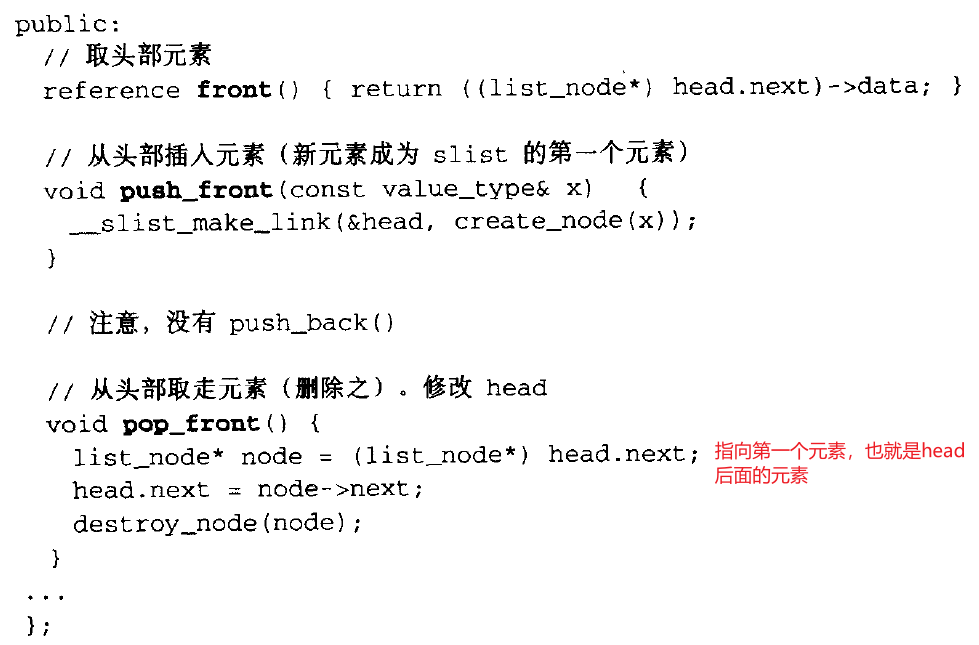 public:
// 取头部元素
reference front() { return ((list_node*) head.next)->data; }
// 从头部插入元素（新元素成为 slist 的第一个元素）
void push_front(const value_type& x) {
__slist_make_link(&head, create_node(x));
}
// 注意，没有 push_back()
// 从头部取走元素（删除之）。修改 head
void pop_front() {
list_node* node = (list_node*) head.next;
指向第一个元素，也就是head
后面的元素
head.next = node->next;
destroy_node(node);
}
...
};